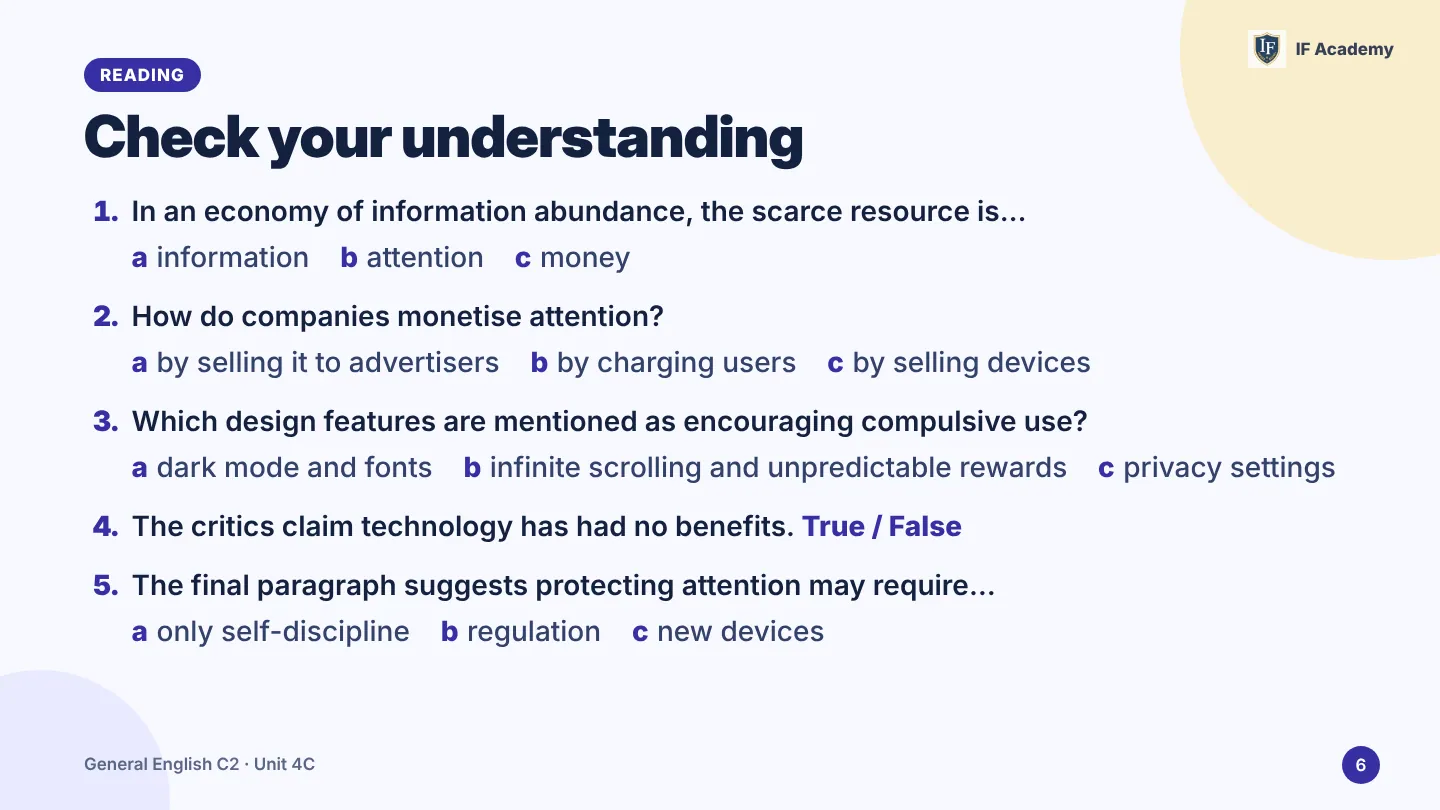 IF IF Academy
READING
Check your understanding
1. In an economy of information abundance, the scarce resource is…
a information b attention c money
2. How do companies monetise attention?
a by selling it to advertisers b by charging users c by selling devices
3. Which design features are mentioned as encouraging compulsive use?
a dark mode and fonts b infinite scrolling and unpredictable rewards c privacy settings
4. The critics claim technology has had no benefits. True / False
5. The final paragraph suggests protecting attention may require…
a only self-discipline b regulation c new devices
General English C2 · Unit 4C
6